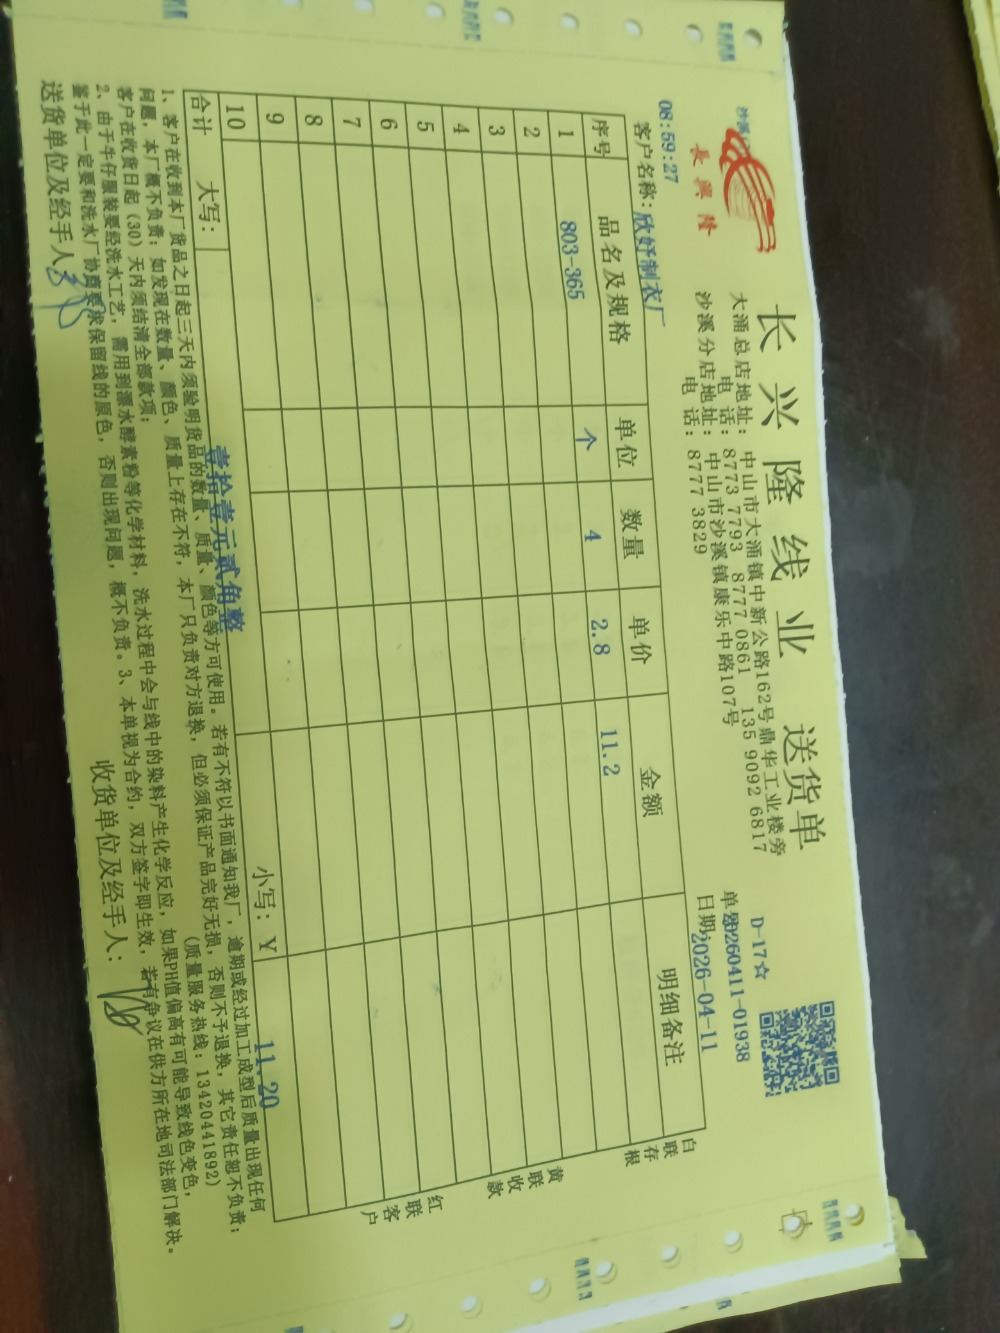 長興隆
长兴隆线业 送货单
大涌总店地址：中山市大涌镇中新公路162号鼎华工业楼旁
电 话：8773 7793 8777 0861 135 9092 6817
沙溪分店地址：中山市沙溪镇康乐中路107号
电 话：8777 3829
D-17☆
单号20260411-01938
日期2026-04-11
08:59:27
客户名称：欣妤制衣厂
序号 品名及规格 单位 数量 单价 金额 明细备注
1 803-365 个 4 2.8 11.2
2
3
4
5
6
7
8
9
10
合计 大写： 壹拾壹元贰角整 小写：￥ 11.20
白联存根
黄联收款
红联客户
1、客户在收到本厂货品之日起三天内须验明货品的数量、质量、颜色等方可使用。若有不符以书面通知我厂，逾期或经过加工成型后质量出现任何
问题，本厂概不负责；如发现在数量、颜色、质量上存在不符，本厂只负责对方退换，但必须保证产品完好无损，否则不予退换，其它责任恕不负责；
客户在收货日起（30）天内须结清全部款项； （质量服务热线：13420441892）
2、由于牛仔服装要经洗水工艺，需用到漂水酵素粉等化学材料，洗水过程中会与线中的染料产生化学反应，如果PH值偏高有可能导致线色变色，
鉴于此一定要和洗水厂协商要求保留线的原色，否则出现问题，概不负责。3、本单视为合约，双方签字即生效，若有争议在供方所在地司法部门解决。
送货单位及经手人： 收货单位及经手人：